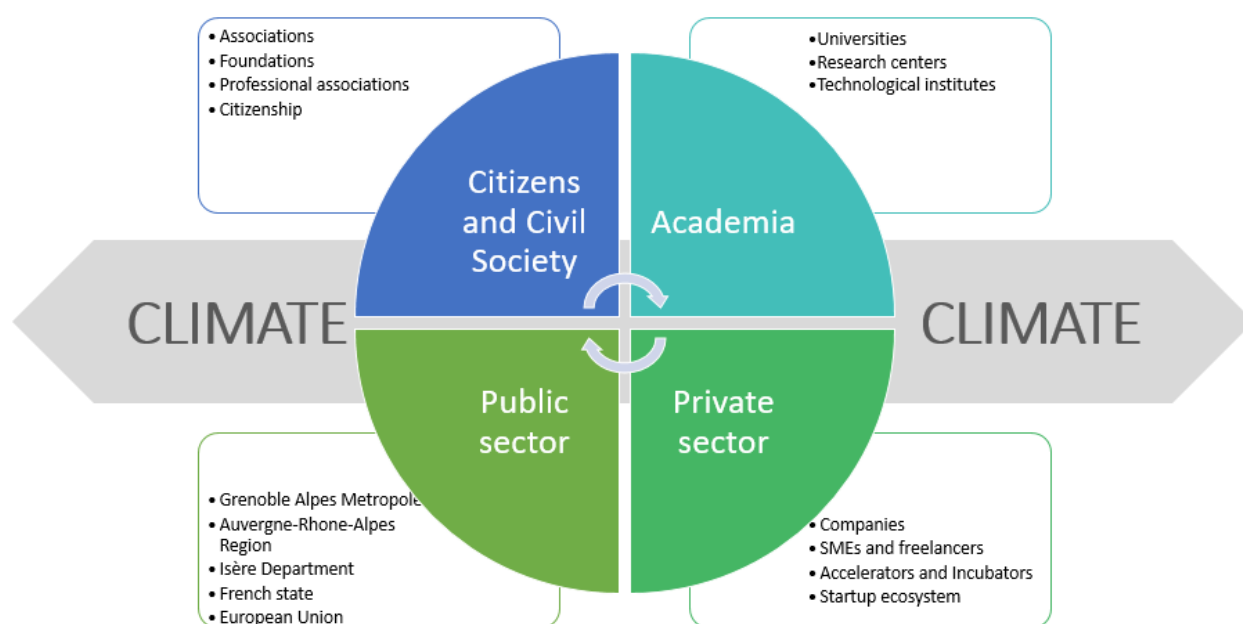 • Associations
• Foundations
• Professional associations
• Citizenship
•Universities
•Research centers
•Technological institutes
Citizens
and Civil
Society
Academia
CLIMATE
CLIMATE
Public
sector
Private
sector
• Grenoble Alpes Metropole
• Auvergne-Rhone-Alpes
Region
• Isère Department
• French state
• European Union
• Companies
• SMEs and freelancers
• Accelerators and Incubators
• Startup ecosystem